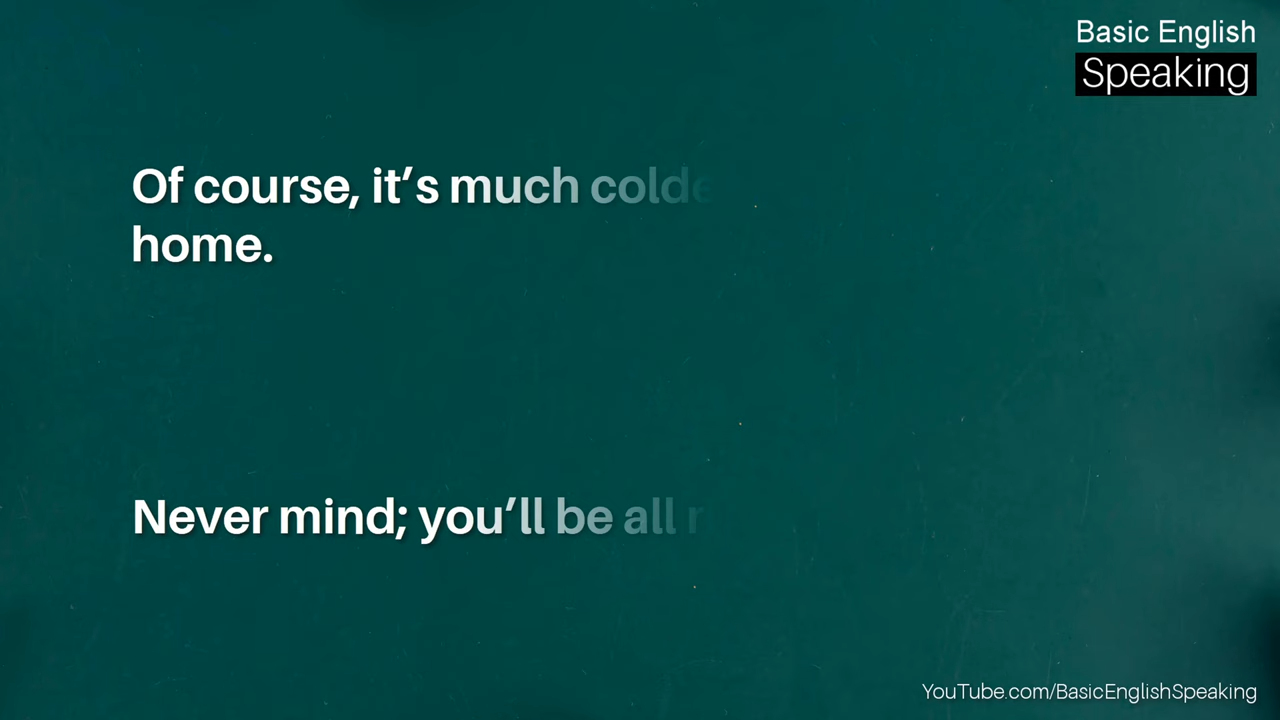 Basic English
Speaking
Of course, it’s much
home.
Never mind; you’ll be all
YouTube.com/BasicEnglishSpeaking